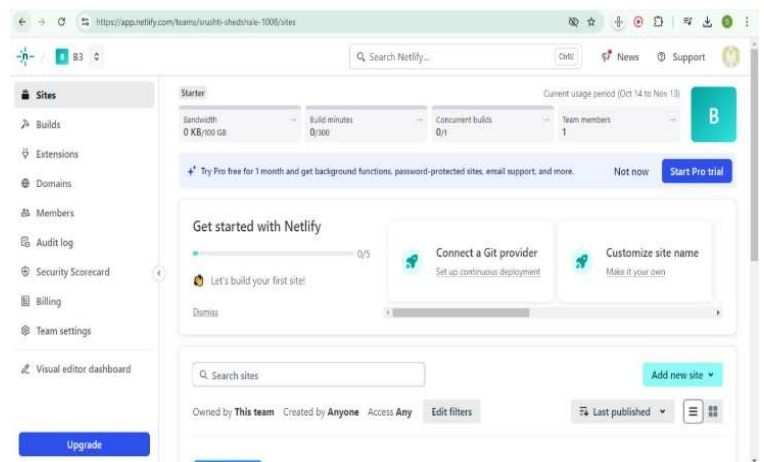 https://app.netlify.com/teams/srushti-shedshale-1006/sites
B B3
Search Netlify...
News
Support
Sites
Builds
Extensions
Domains
Members
Audit log
Security Scorecard
Billing
Team settings
Visual editor dashboard
Upgrade
Starter
Current usage period (Oct 14 to Nov 13)
Bandwidth
0 KB/100 GB
Build minutes
0/300
Concurrent builds
0/1
Team members
1
B
Try Pro free for 1 month and get background functions, password-protected sites, email support, and more.
Not now
Start Pro trial
Get started with Netlify
0/5
Let's build your first site!
Dismiss
Connect a Git provider
Set up continuous deployment
Customize site name
Make it your own
Search sites
Add new site
Owned by This team Created by Anyone Access Any
Edit filters
Last published